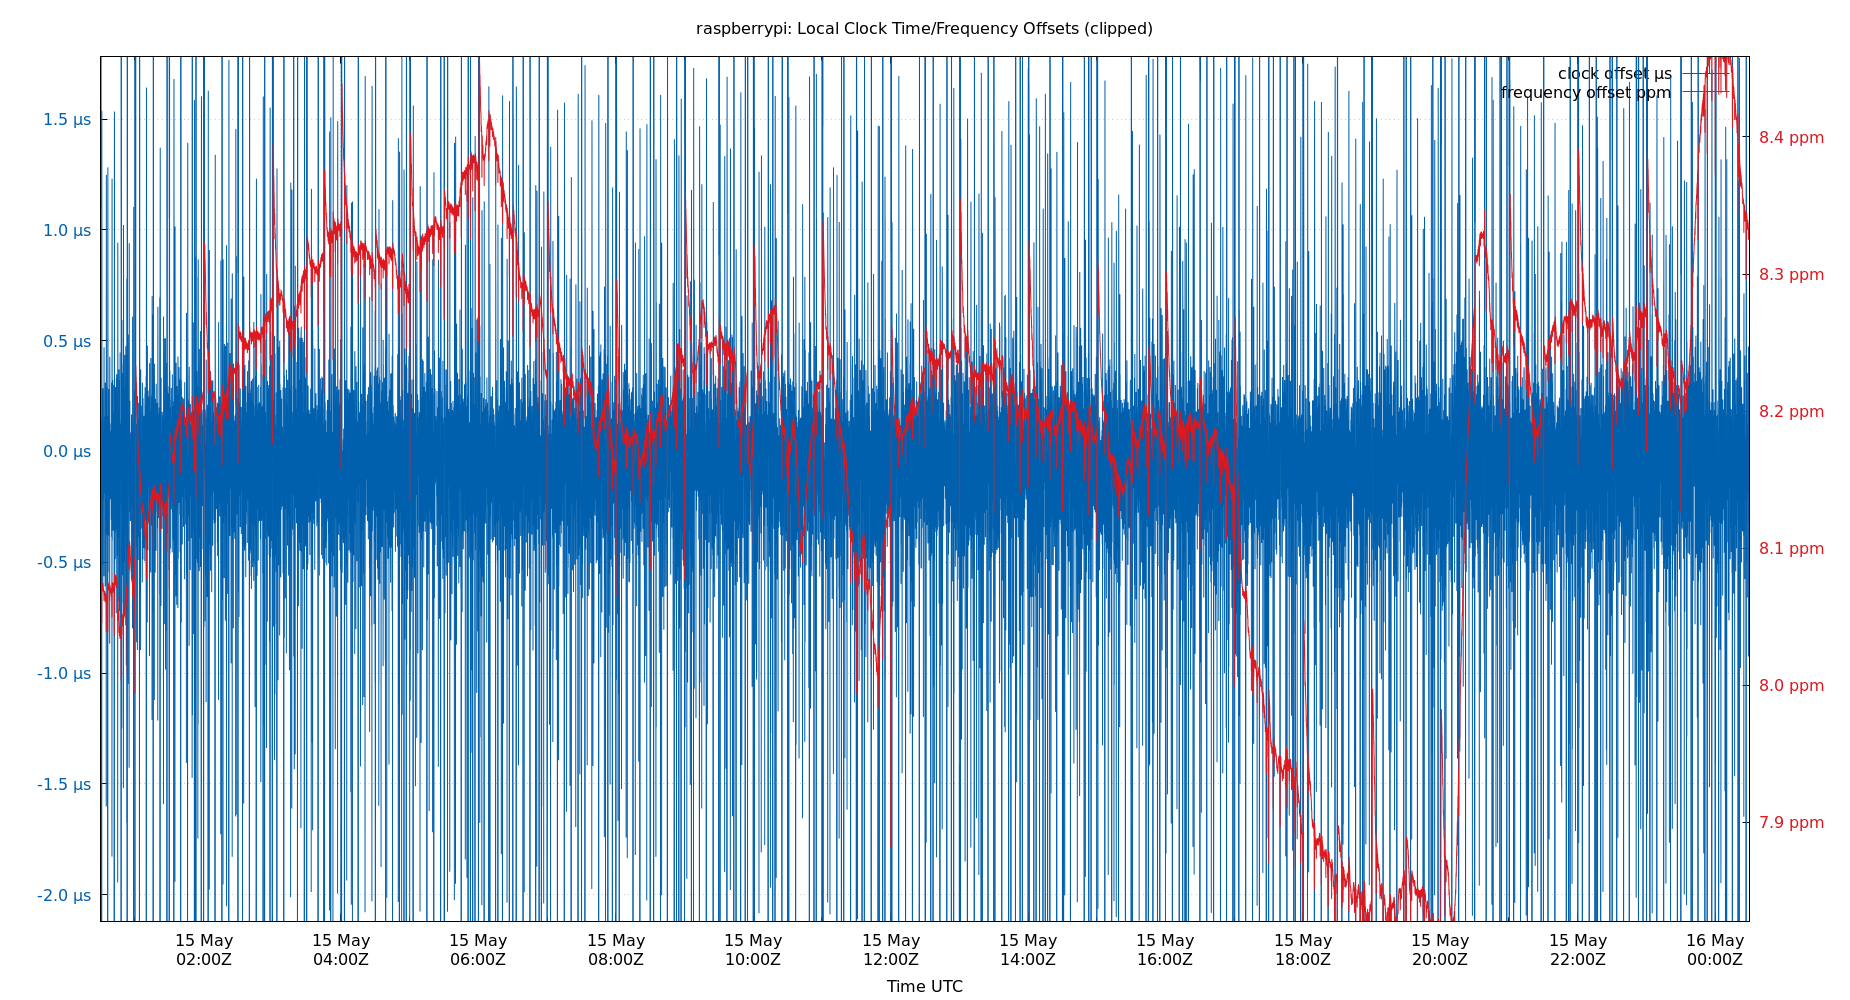 raspberrypi: Local Clock Time/Frequency Offsets (clipped)
clock offset µs
frequency offset ppm
1.5 µs
1.0 µs
0.5 µs
0.0 µs
-0.5 µs
-1.0 µs
-1.5 µs
-2.0 µs
8.4 ppm
8.3 ppm
8.2 ppm
8.1 ppm
8.0 ppm
7.9 ppm
15 May 15 May 15 May 15 May 15 May 15 May 15 May 15 May 15 May 15 May 15 May 16 May
02:00Z 04:00Z 06:00Z 08:00Z 10:00Z 12:00Z 14:00Z 16:00Z 18:00Z 20:00Z 22:00Z 00:00Z
Time UTC